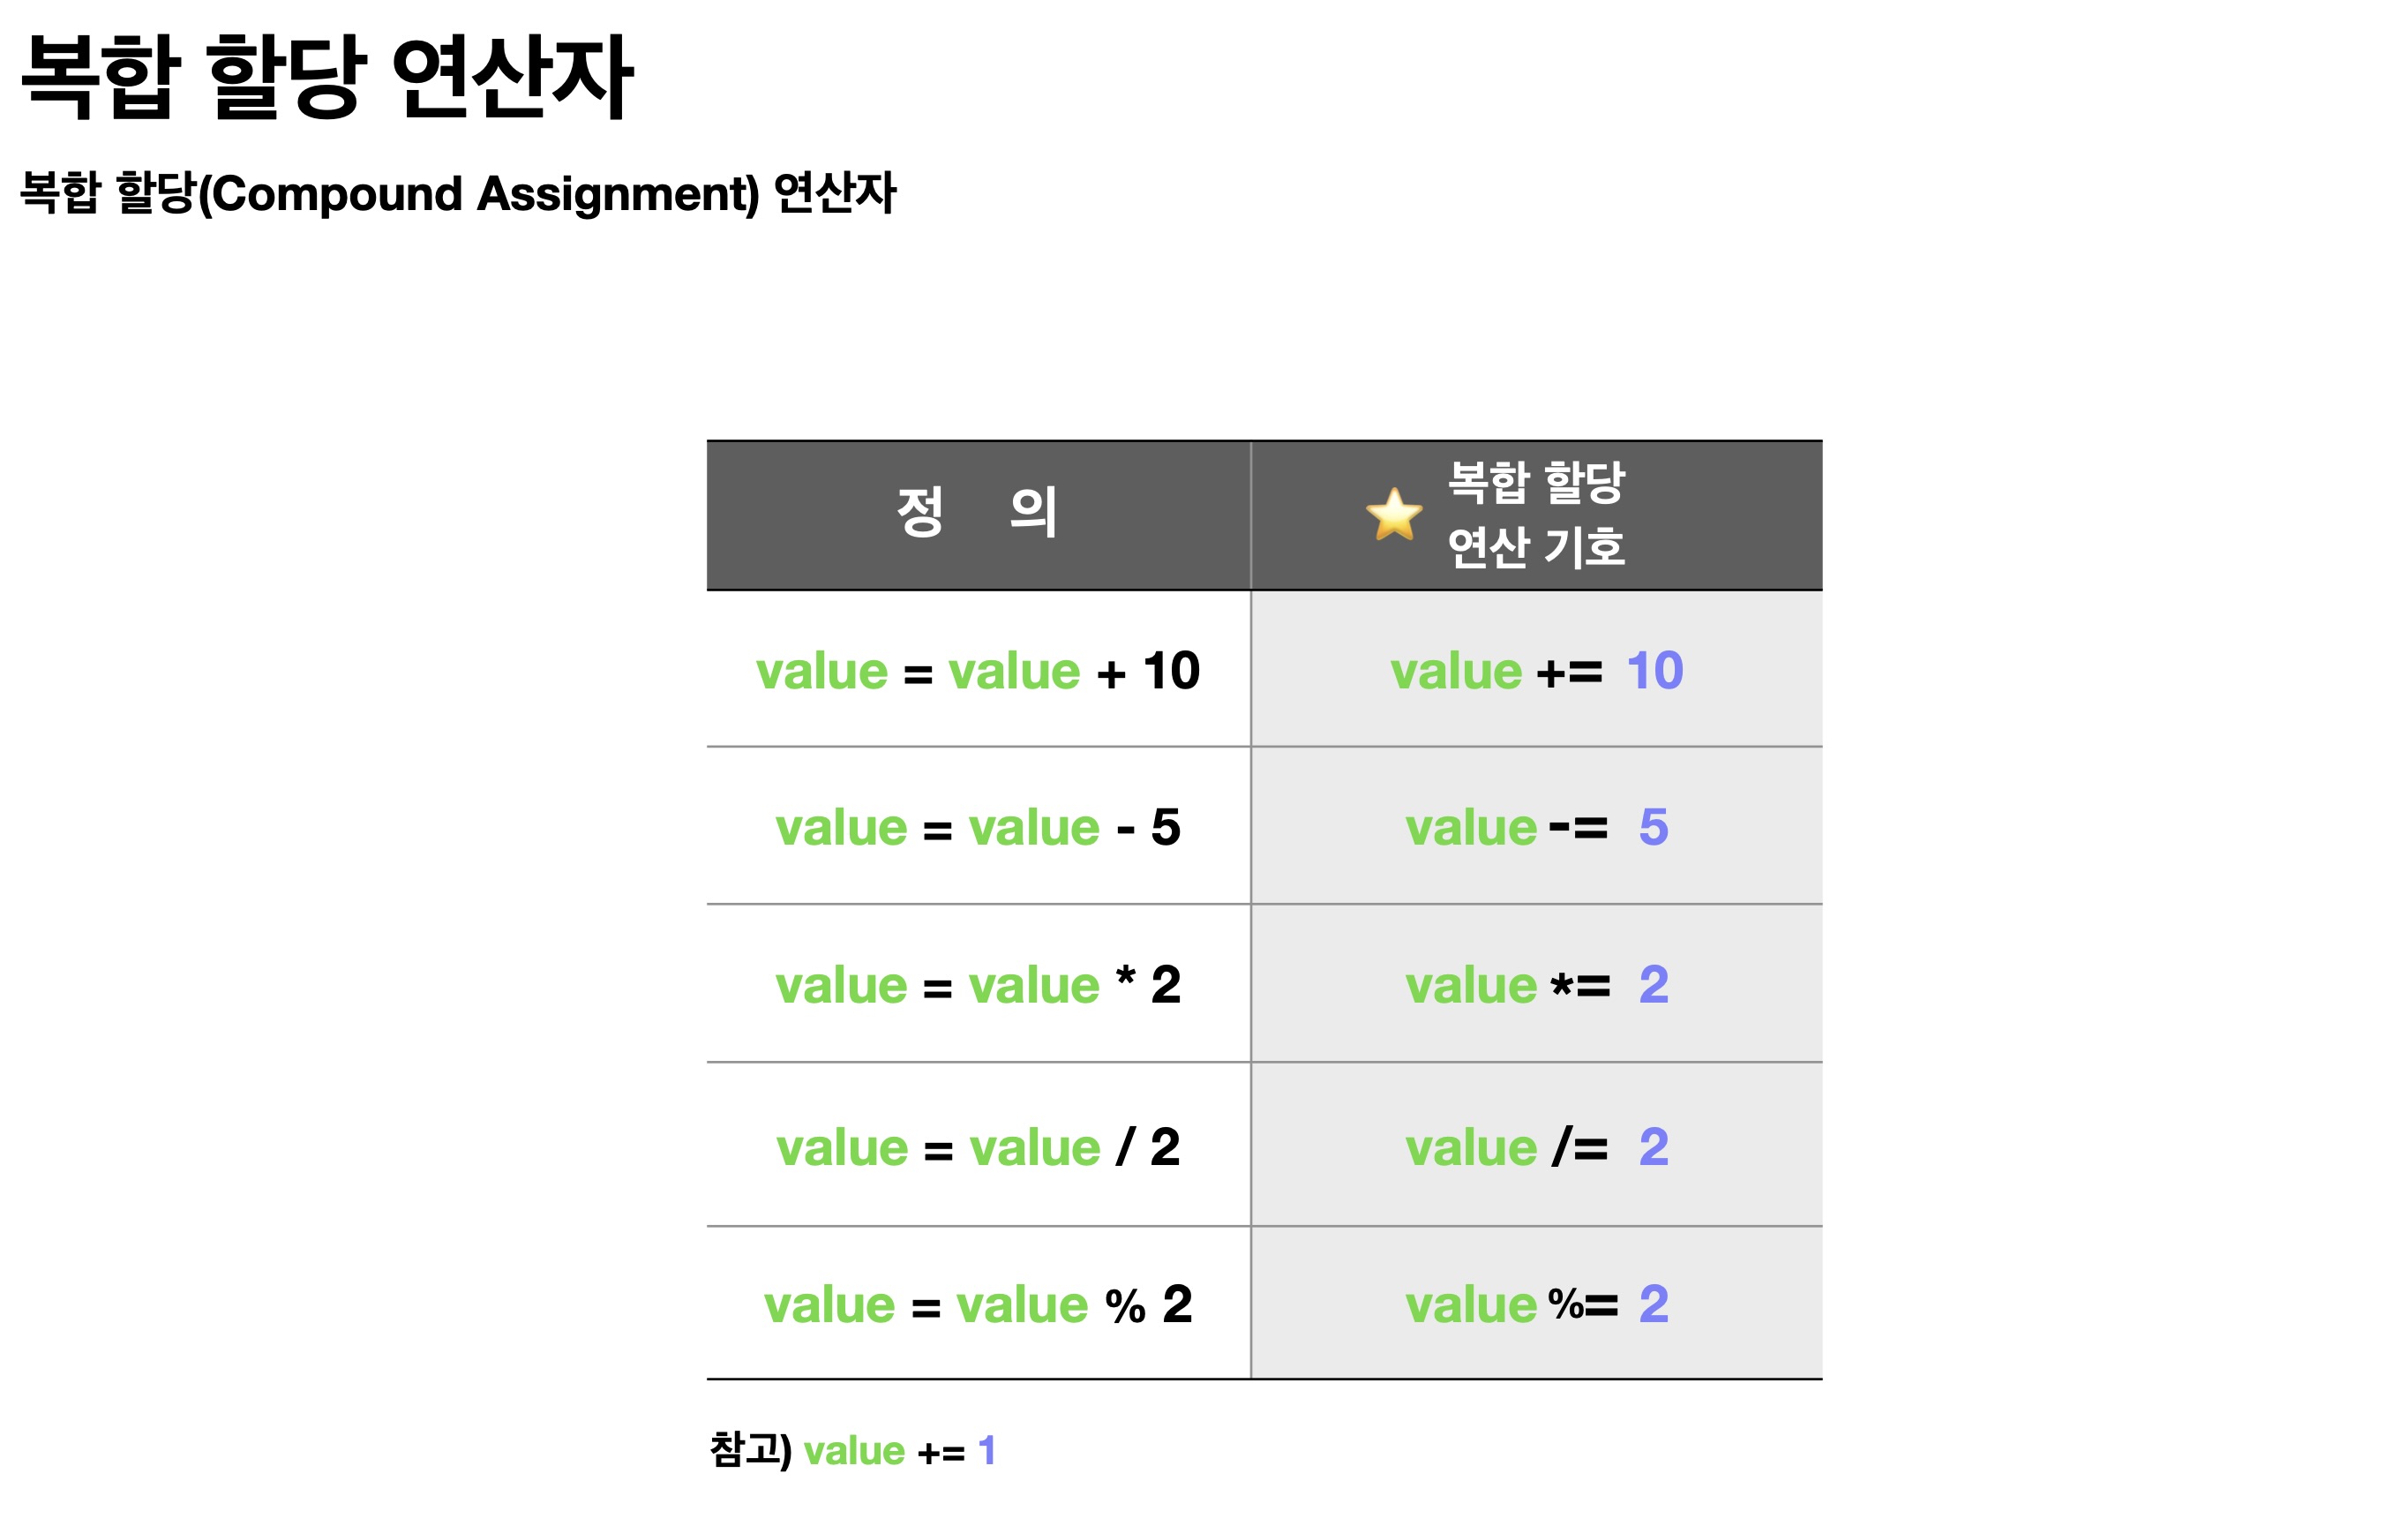 복합 할당 연산자
복합 할당(Compound Assignment) 연산자
정 의
복합 할당
연산 기호
value = value + 10
value += 10
value = value - 5
value -= 5
value = value * 2
value *= 2
value = value / 2
value /= 2
value = value % 2
value %= 2
참고) value += 1